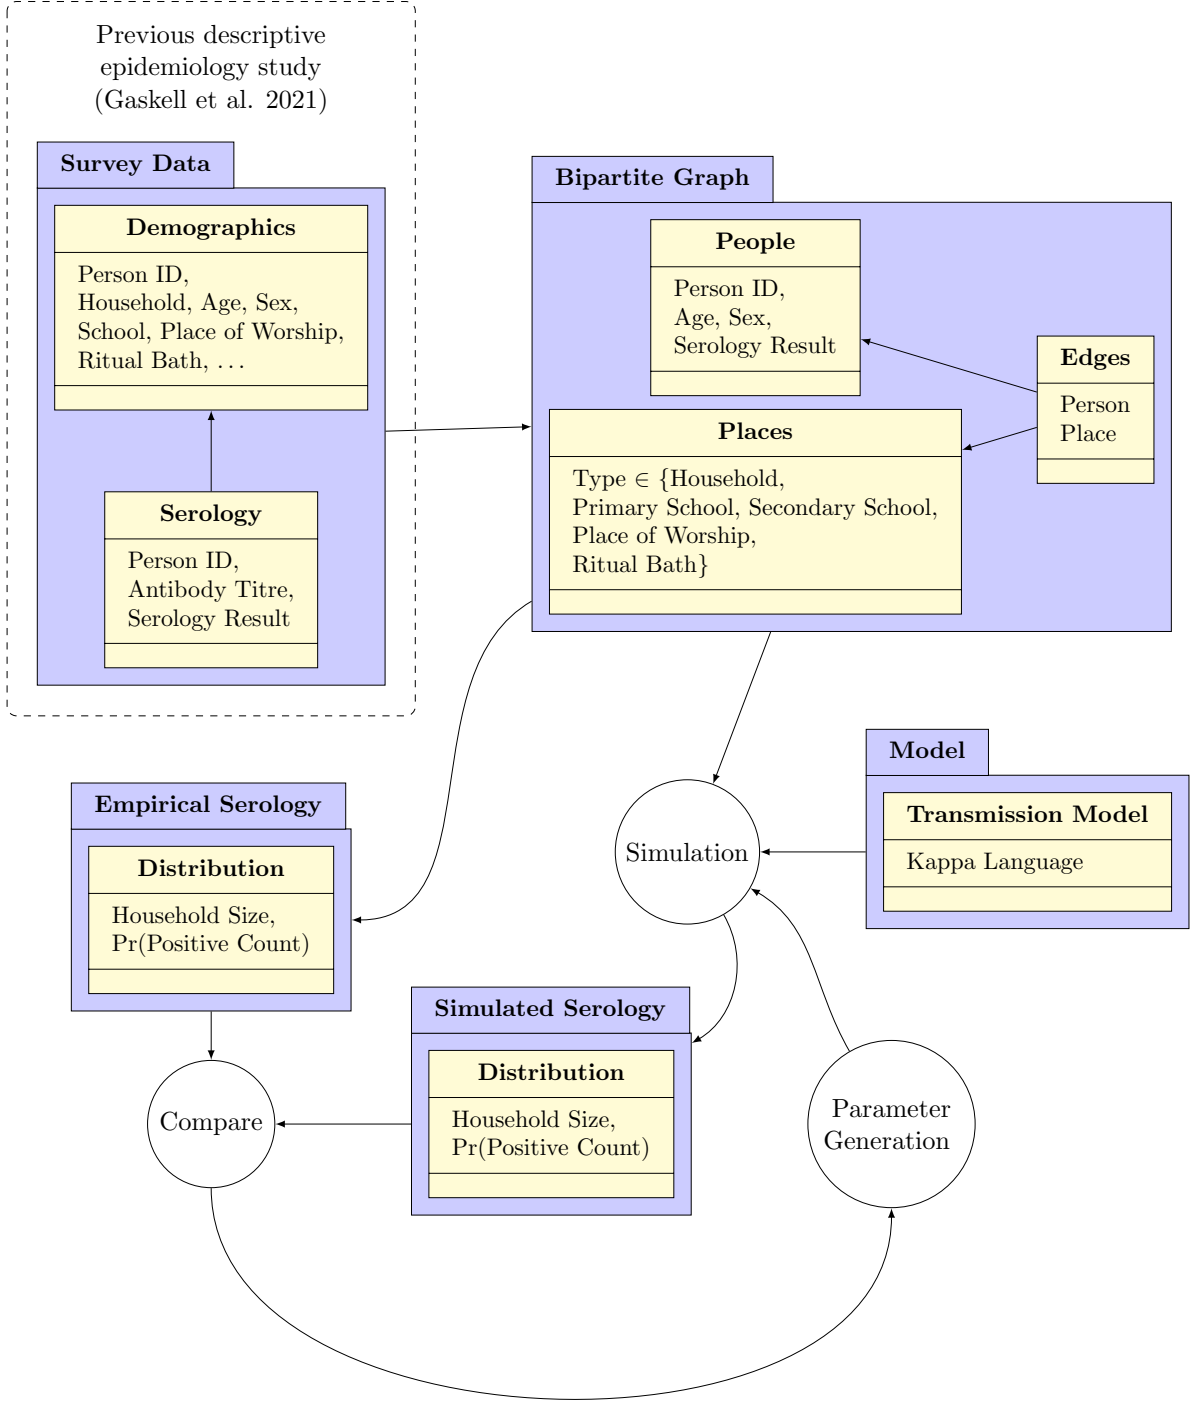 Previous descriptive
epidemiology study
(Gaskell et al. 2021)
Survey Data
Demographics
Person ID,
Household, Age, Sex,
School, Place of Worship,
Ritual Bath, …
Serology
Person ID,
Antibody Titre,
Serology Result
Bipartite Graph
People
Person ID,
Age, Sex,
Serology Result
Edges
Person
Place
Places
Type ∈ {Household,
Primary School, Secondary School,
Place of Worship,
Ritual Bath}
Model
Transmission Model
Kappa Language
Simulation
Empirical Serology
Distribution
Household Size,
Pr(Positive Count)
Simulated Serology
Distribution
Household Size,
Pr(Positive Count)
Compare
Parameter
Generation